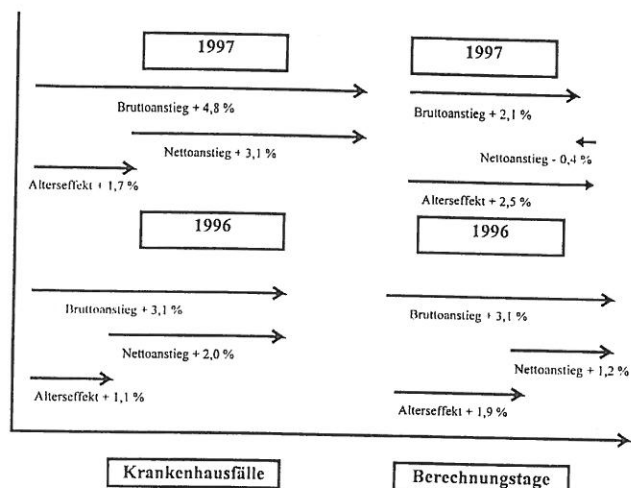 1997
Bruttoanstieg + 4,8 %
Nettoanstieg + 3,1 %
Alterseffekt + 1,7 %
1997
Bruttoanstieg + 2,1 %
Nettoanstieg - 0,4 %
Alterseffekt + 2,5 %
1996
Bruttoanstieg + 3,1 %
Nettoanstieg + 2,0 %
Alterseffekt + 1,1 %
1996
Bruttoanstieg + 3,1 %
Nettoanstieg + 1,2 %
Alterseffekt + 1,9 %
Krankenhausfälle
Berechnungstage